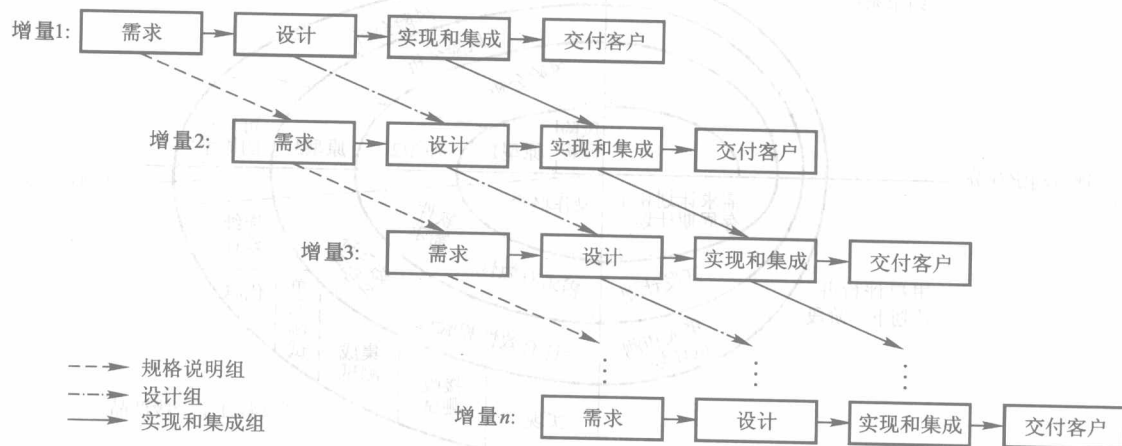 增量1: 需求 设计 实现和集成 交付客户
增量2: 需求 设计 实现和集成 交付客户
增量3: 需求 设计 实现和集成 交付客户
规格说明组
设计组
实现和集成组
增量n: 需求 设计 实现和集成 交付客户